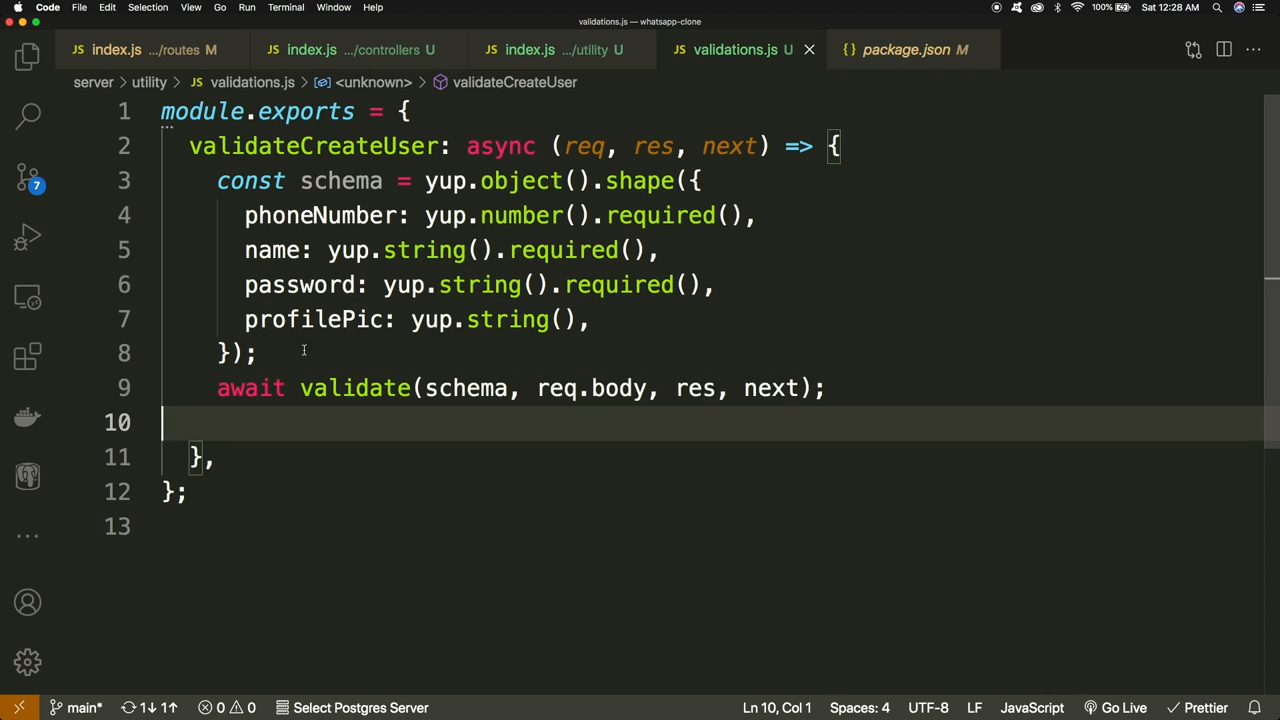 Code File Edit Selection View Go Run Terminal Window Help 100% Sat 12:28 AM
validations.js — whatsapp-clone
JS index.js .../routes M JS index.js .../controllers U JS index.js .../utility U JS validations.js U {} package.json M
server > utility > JS validations.js > <unknown> > validateCreateUser
1 module.exports = {
2 validateCreateUser: async (req, res, next) => {
3 const schema = yup.object().shape({
4 phoneNumber: yup.number().required(),
5 name: yup.string().required(),
6 password: yup.string().required(),
7 profilePic: yup.string(),
8 });
9 await validate(schema, req.body, res, next);
10
11 },
12 };
13
7
main* 1↓ 1↑ 0 0 Select Postgres Server Ln 10, Col 1 Spaces: 4 UTF-8 LF JavaScript Go Live Prettier